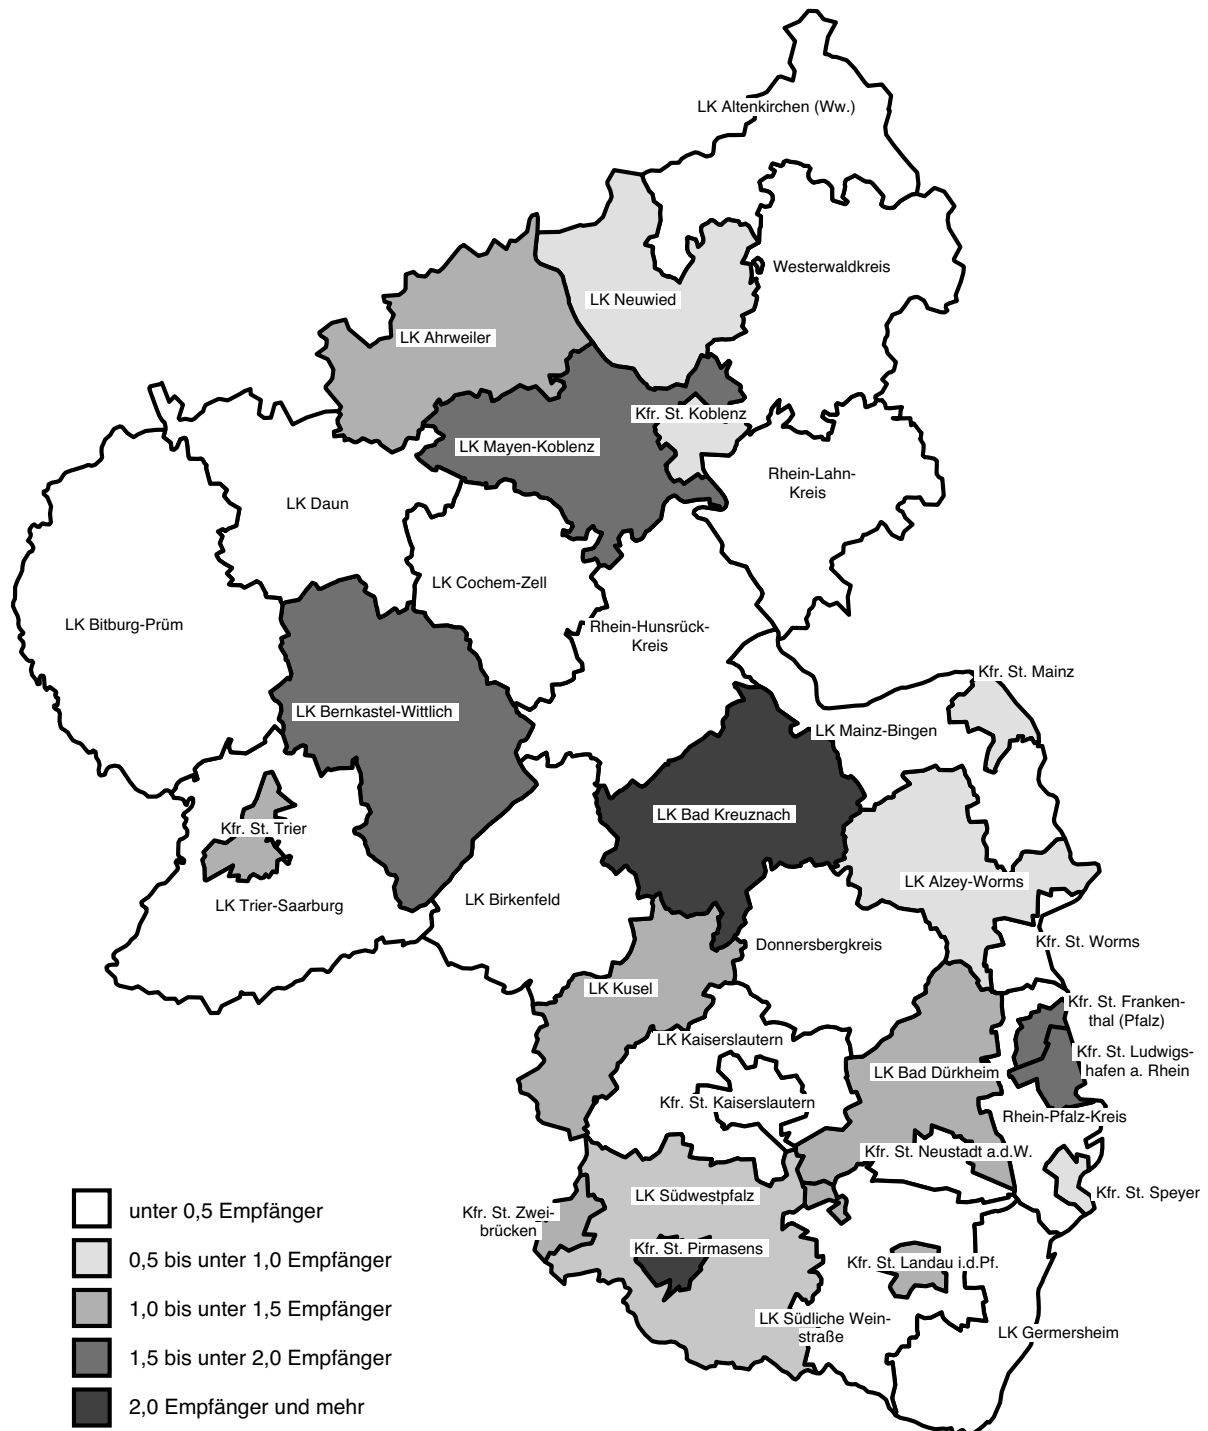 LK Altenkirchen (Ww.)
Westerwaldkreis
LK Neuwied
LK Ahrweiler
Kfr. St. Koblenz
LK Mayen-Koblenz
Rhein-Lahn-
Kreis
LK Daun
LK Cochem-Zell
LK Bitburg-Prüm
Rhein-Hunsrück-
Kreis
Kfr. St. Mainz
LK Bernkastel-Wittlich
LK Mainz-Bingen
LK Bad Kreuznach
Kfr. St. Trier
LK Alzey-Worms
LK Birkenfeld
LK Trier-Saarburg
Donnersbergkreis
Kfr. St. Worms
LK Kusel
Kfr. St. Franken-
thal (Pfalz)
LK Kaiserslautern
Kfr. St. Ludwigs-
hafen a. Rhein
LK Bad Dürkheim
Kfr. St. Kaiserslautern
Rhein-Pfalz-Kreis
Kfr. St. Neustadt a.d.W.
Kfr. St. Speyer
LK Südwestpfalz
Kfr. St. Zwei-
brücken
Kfr. St. Pirmasens
Kfr. St. Landau i.d.Pf.
LK Südliche Wein-
straße
LK Germersheim
unter 0,5 Empfänger
0,5 bis unter 1,0 Empfänger
1,0 bis unter 1,5 Empfänger
1,5 bis unter 2,0 Empfänger
2,0 Empfänger und mehr